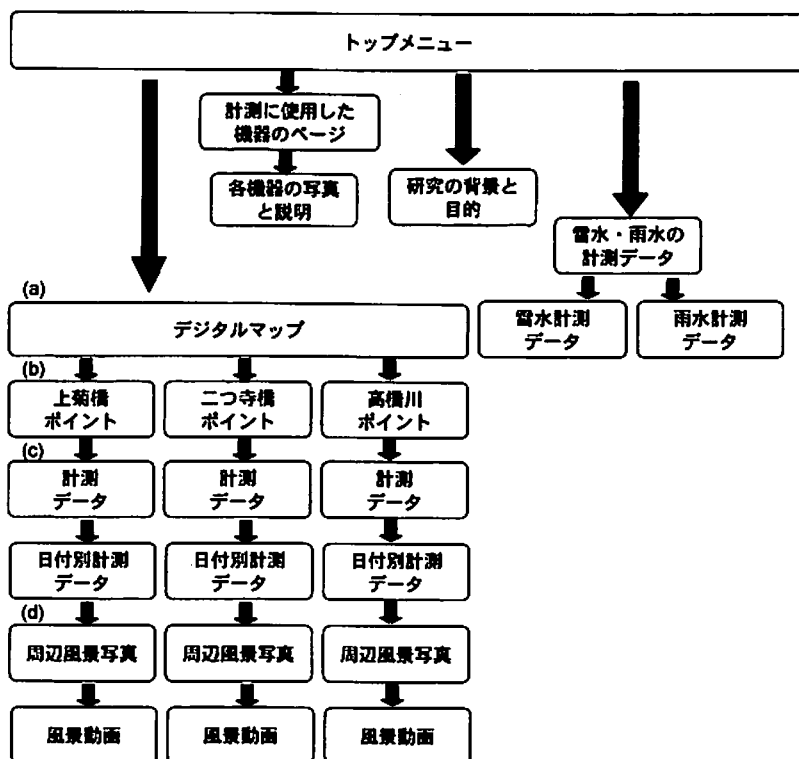 トップメニュー
計測に使用した
機器のページ
各機器の写真
と説明
研究の背景と
目的
雪水・雨水の
計測データ
雪水計測
データ
雨水計測
データ
(a)
デジタルマップ
(b)
上菊橋
ポイント
二つ寺橋
ポイント
高橋川
ポイント
(c)
計測
データ
計測
データ
計測
データ
日付別計測
データ
日付別計測
データ
日付別計測
データ
(d)
周辺風景写真
周辺風景写真
周辺風景写真
風景動画
風景動画
風景動画